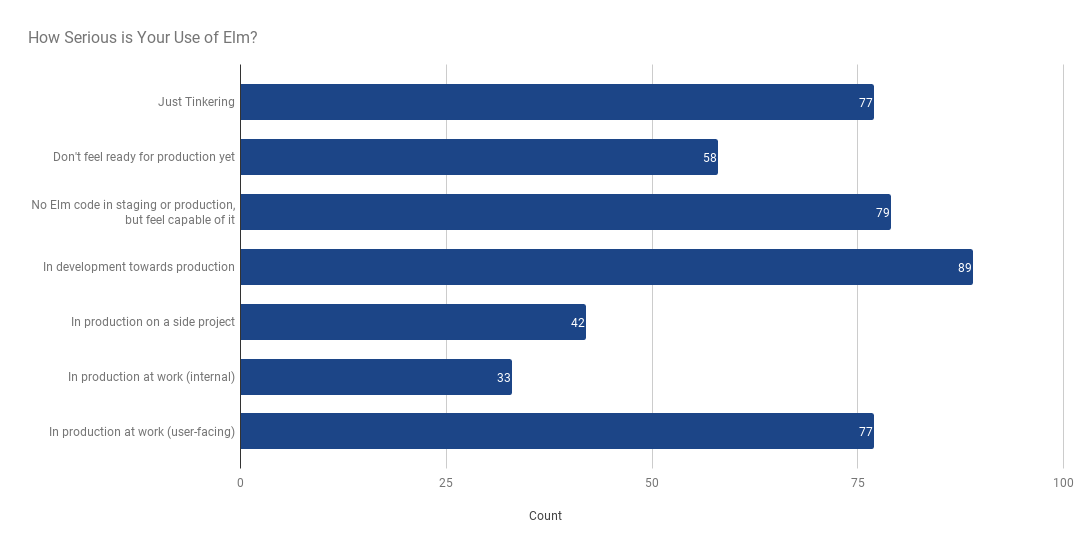 How Serious is Your Use of Elm?
Just Tinkering
77
Don't feel ready for production yet
58
No Elm code in staging or production,
but feel capable of it
79
In development towards production
89
In production on a side project
42
In production at work (internal)
33
In production at work (user-facing)
77
0
25
50
75
100
Count